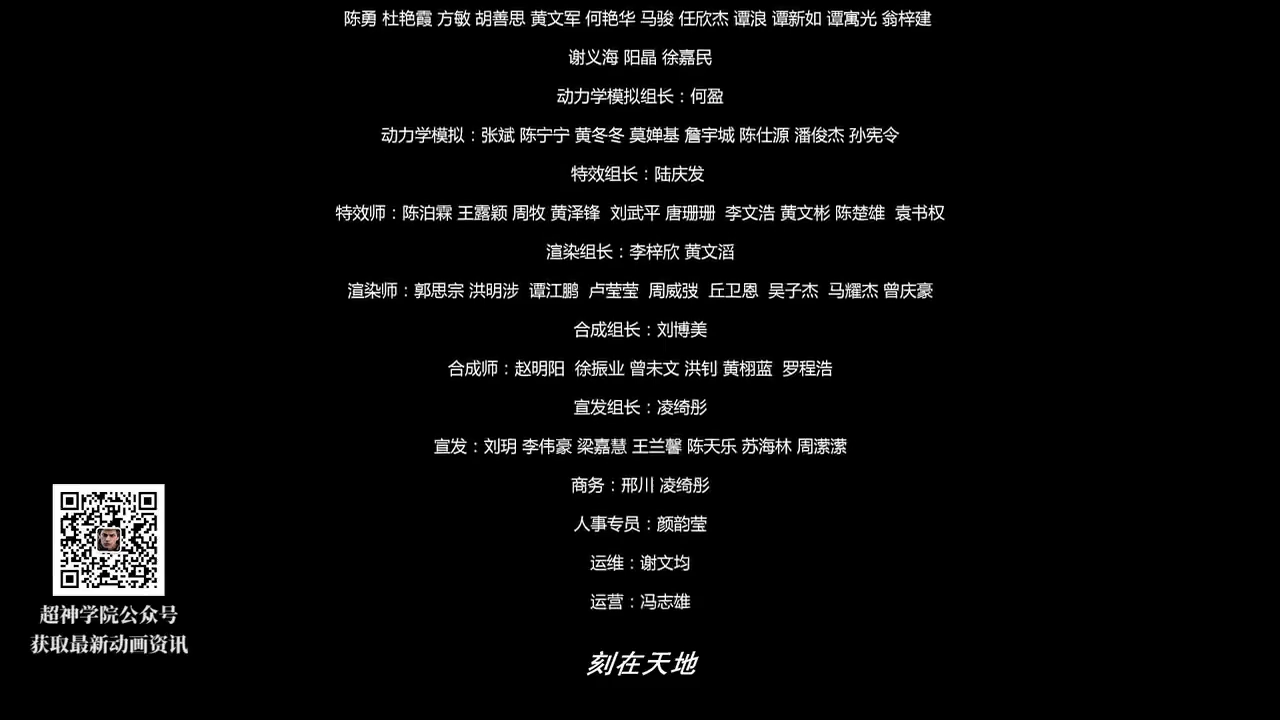 陈勇 杜艳霞 方敏 胡善思 黄文军 何艳华 马骏 任欣杰 谭浪 谭新如 谭寓光 翁梓建
谢义海 阳晶 徐嘉民
动力学模拟组长：何盈
动力学模拟：张斌 陈宁宁 黄冬冬 莫婵基 詹宇城 陈仕源 潘俊杰 孙宪令
特效组长：陆庆发
特效师：陈泊霖 王露颖 周牧 黄泽锋 刘武平 唐珊珊 李文浩 黄文彬 陈楚雄 袁书权
渲染组长：李梓欣 黄文滔
渲染师：郭思宗 洪明涉 谭江鹏 卢莹莹 周威弢 丘卫恩 吴子杰 马耀杰 曾庆豪
合成组长：刘博美
合成师：赵明阳 徐振业 曾未文 洪钊 黄栩蓝 罗程浩
宣发组长：凌绮彤
宣发：刘玥 李伟豪 梁嘉慧 王兰馨 陈天乐 苏海林 周潆潆
商务：邢川 凌绮彤
人事专员：颜韵莹
运维：谢文均
运营：冯志雄
超神学院公众号
获取最新动画资讯
刻在天地